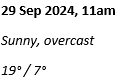 29 Sep 2024, 11am
Sunny, overcast
19° / 7°